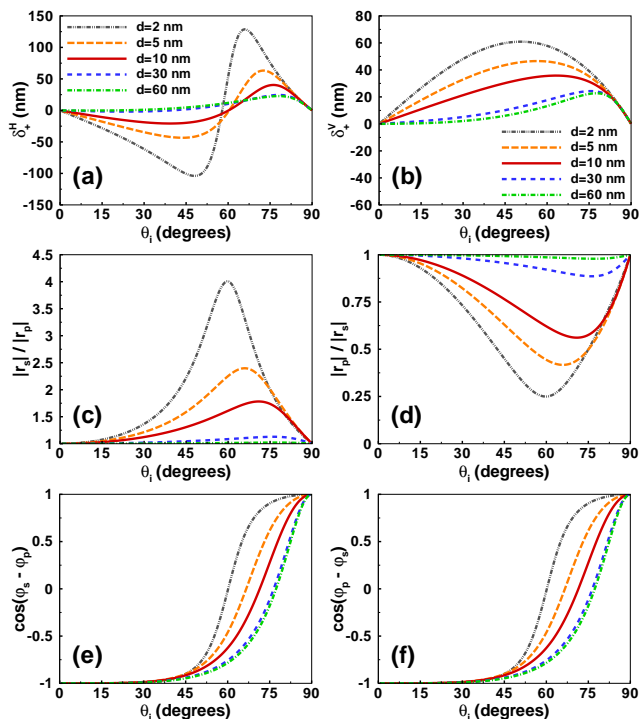 150
125
100
75
50
25
0
-25
-50
-75
-100
-125
-150
δ₊ᴴ (nm)
d=2 nm
d=5 nm
d=10 nm
d=30 nm
d=60 nm
(a)
0 15 30 45 60 75 90
θi (degrees)
80
60
40
20
0
-20
-40
-60
δ₊ⱽ (nm)
d=2 nm
d=5 nm
d=10 nm
d=30 nm
d=60 nm
(b)
0 15 30 45 60 75 90
θi (degrees)
4.5
4
3.5
3
2.5
2
1.5
1
|rs| / |rp|
(c)
0 15 30 45 60 75 90
θi (degrees)
1
0.75
0.5
0.25
0
|rp| / |rs|
(d)
0 15 30 45 60 75 90
θi (degrees)
1
0.5
0
-0.5
-1
cos(φs - φp)
(e)
0 15 30 45 60 75 90
θi (degrees)
1
0.5
0
-0.5
-1
cos(φp - φs)
(f)
0 15 30 45 60 75 90
θi (degrees)